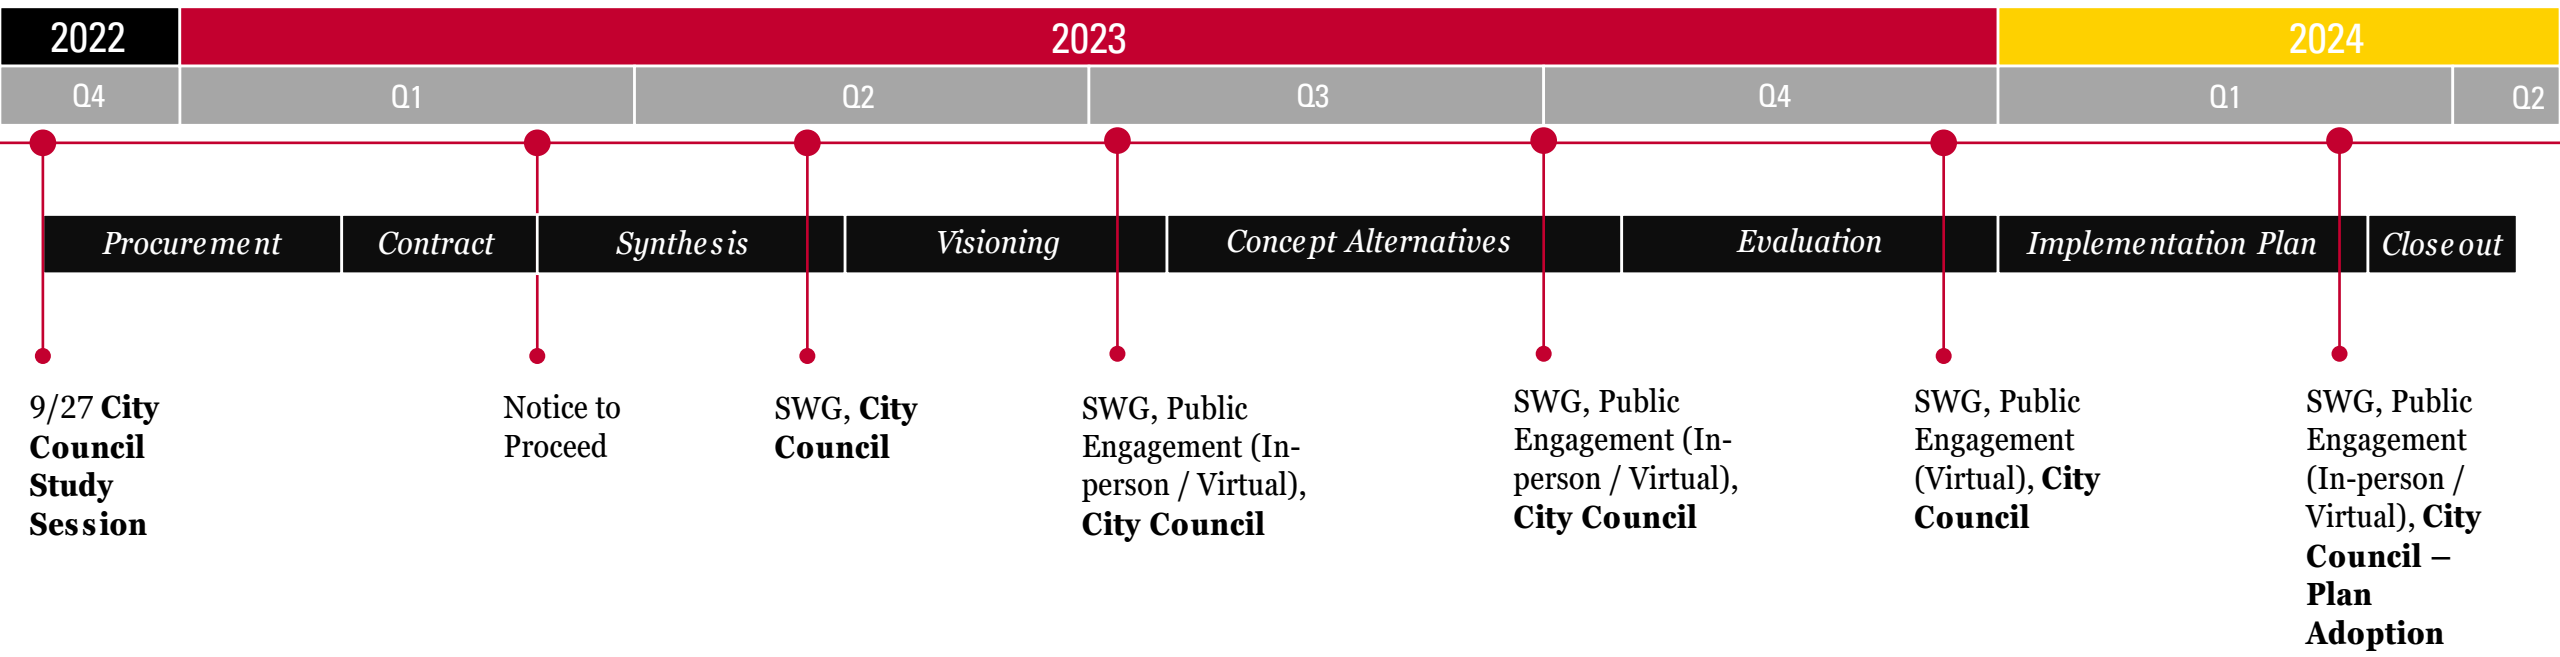 2022
2023
2024
Q4
Q1
Q2
Q3
Q4
Q1
Q2
Procurement
Contract
Synthesis
Visioning
Concept Alternatives
Evaluation
Implementation Plan
Closeout
9/27 City
Council
Study
Session
Notice to
Proceed
SWG, City
Council
SWG, Public
Engagement (In-
person / Virtual),
City Council
SWG, Public
Engagement (In-
person / Virtual),
City Council
SWG, Public
Engagement
(Virtual), City
Council
SWG, Public
Engagement
(In-person /
Virtual), City
Council –
Plan
Adoption